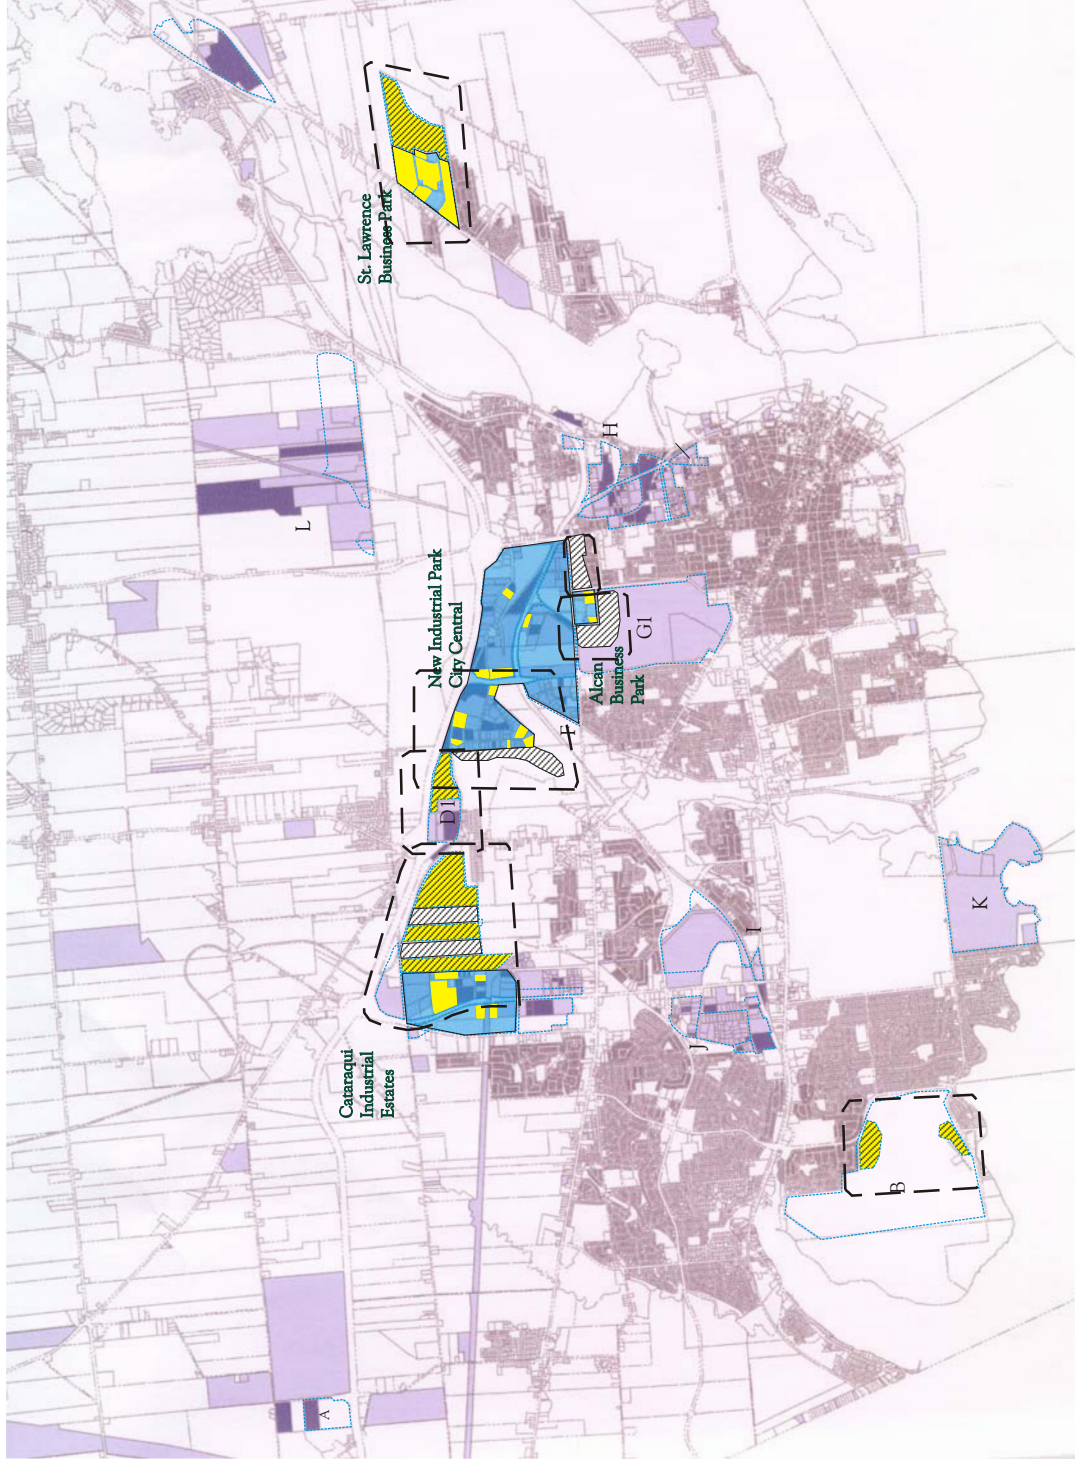 St. Lawrence
Business Park
L
H
New Industrial Park
City Central
G1
Alcan
Business
Park
F
D1
K
I
J
Cataraqui
Industrial
Estates
B
A